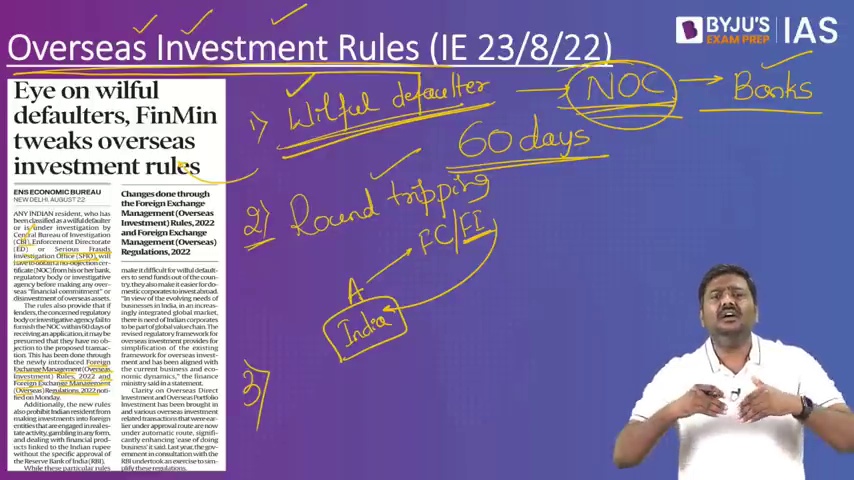 Overseas Investment Rules (IE 23/8/22)
BYJU'S
EXAM PREP
IAS
Eye on wilful
defaulters, FinMin
tweaks overseas
investment rules
ENS ECONOMIC BUREAU
NEW DELHI, AUGUST 22
ANY INDIAN resident, who has
been classified as a wilful defaulter
or is under investigation by
Central Bureau of Investigation
(CBI), Enforcement Directorate
(ED) or Serious Frauds
Investigation Office (SFIO), will
have to obtain a no-objection certificate
(NOC) from his or her bank,
regulatory body or investigative
agency before making any overseas
"financial commitment" or
disinvestment of overseas assets.
The rules also provide that if
lenders, the concerned regulatory
body or investigative agency fail to
furnish the NOC within 60 days of
receiving an application, it may be
presumed that they have no objection
to the proposed transaction.
This has been done through
the newly introduced Foreign
Exchange Management (Overseas
Investment) Rules, 2022 and
Foreign Exchange Management
(Overseas) Regulations, 2022 notified
on Monday.
Additionally, the new rules
also prohibit Indian resident from
making investments into foreign
entities that are engaged in real estate
activity, gambling in any form,
and dealing with financial products
linked to the Indian rupee
without the specific approval of
the Reserve Bank of India (RBI).
While these particular rules
Changes done through
the Foreign Exchange
Management (Overseas
Investment) Rules, 2022
and Foreign Exchange
Management (Overseas)
Regulations, 2022
make it difficult for wilful defaulters
to send funds out of the country,
they also make it easier for domestic
corporates to invest abroad.
"In view of the evolving needs of
businesses in India, in an increasingly
integrated global market,
there is need of Indian corporates
to be part of global value chain. The
revised regulatory framework for
overseas investment provides for
simplification of the existing
framework for overseas investment
and has been aligned with
the current business and economic
dynamics," the finance
ministry said in a statement.
Clarity on Overseas Direct
Investment and Overseas Portfolio
Investment has been brought in
and various overseas investment
related transactions that were earlier
under approval route are now
under automatic route, significantly
enhancing 'ease of doing
business' it said. Last year, the government
in consultation with the
RBI undertook an exercise to simplify
these regulations.
1) Wilful defaulter → NOC → Banks
60 days
2) Round tripping
FC/FI
A
India
3)